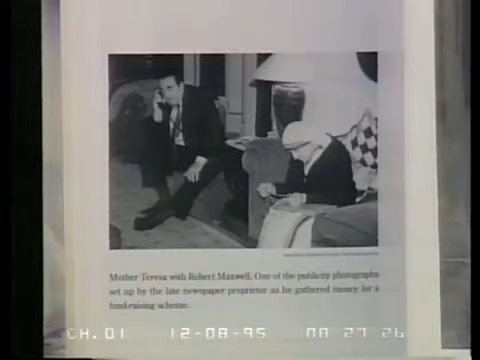 Mother Teresa with Robert Maxwell. One of the publicity photographs
set up by the late newspaper proprietor as he gathered money for a
fund-raising scheme.
CH.01 12-08-95 27 26